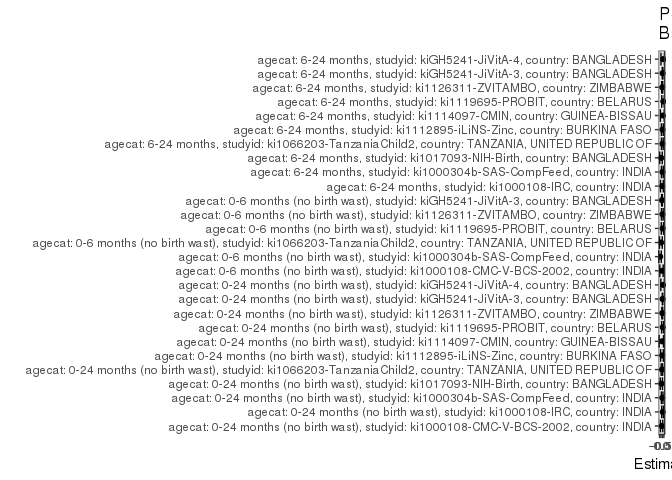 P
B
agecat: 6-24 months, studyid: kiGH5241-JiVitA-4, country: BANGLADESH
agecat: 6-24 months, studyid: kiGH5241-JiVitA-3, country: BANGLADESH
agecat: 6-24 months, studyid: ki1126311-ZVITAMBO, country: ZIMBABWE
agecat: 6-24 months, studyid: ki1119695-PROBIT, country: BELARUS
agecat: 6-24 months, studyid: ki1114097-CMIN, country: GUINEA-BISSAU
agecat: 6-24 months, studyid: ki1112895-iLiNS-Zinc, country: BURKINA FASO
agecat: 6-24 months, studyid: ki1066203-TanzaniaChild2, country: TANZANIA, UNITED REPUBLIC OF
agecat: 6-24 months, studyid: ki1017093-NIH-Birth, country: BANGLADESH
agecat: 6-24 months, studyid: ki1000304b-SAS-CompFeed, country: INDIA
agecat: 6-24 months, studyid: ki1000108-IRC, country: INDIA
agecat: 0-6 months (no birth wast), studyid: kiGH5241-JiVitA-3, country: BANGLADESH
agecat: 0-6 months (no birth wast), studyid: ki1126311-ZVITAMBO, country: ZIMBABWE
agecat: 0-6 months (no birth wast), studyid: ki1119695-PROBIT, country: BELARUS
agecat: 0-6 months (no birth wast), studyid: ki1066203-TanzaniaChild2, country: TANZANIA, UNITED REPUBLIC OF
agecat: 0-6 months (no birth wast), studyid: ki1000304b-SAS-CompFeed, country: INDIA
agecat: 0-6 months (no birth wast), studyid: ki1000108-CMC-V-BCS-2002, country: INDIA
agecat: 0-24 months (no birth wast), studyid: kiGH5241-JiVitA-4, country: BANGLADESH
agecat: 0-24 months (no birth wast), studyid: kiGH5241-JiVitA-3, country: BANGLADESH
agecat: 0-24 months (no birth wast), studyid: ki1126311-ZVITAMBO, country: ZIMBABWE
agecat: 0-24 months (no birth wast), studyid: ki1119695-PROBIT, country: BELARUS
agecat: 0-24 months (no birth wast), studyid: ki1114097-CMIN, country: GUINEA-BISSAU
agecat: 0-24 months (no birth wast), studyid: ki1112895-iLiNS-Zinc, country: BURKINA FASO
agecat: 0-24 months (no birth wast), studyid: ki1066203-TanzaniaChild2, country: TANZANIA, UNITED REPUBLIC OF
agecat: 0-24 months (no birth wast), studyid: ki1017093-NIH-Birth, country: BANGLADESH
agecat: 0-24 months (no birth wast), studyid: ki1000304b-SAS-CompFeed, country: INDIA
agecat: 0-24 months (no birth wast), studyid: ki1000108-IRC, country: INDIA
agecat: 0-24 months (no birth wast), studyid: ki1000108-CMC-V-BCS-2002, country: INDIA
Estima